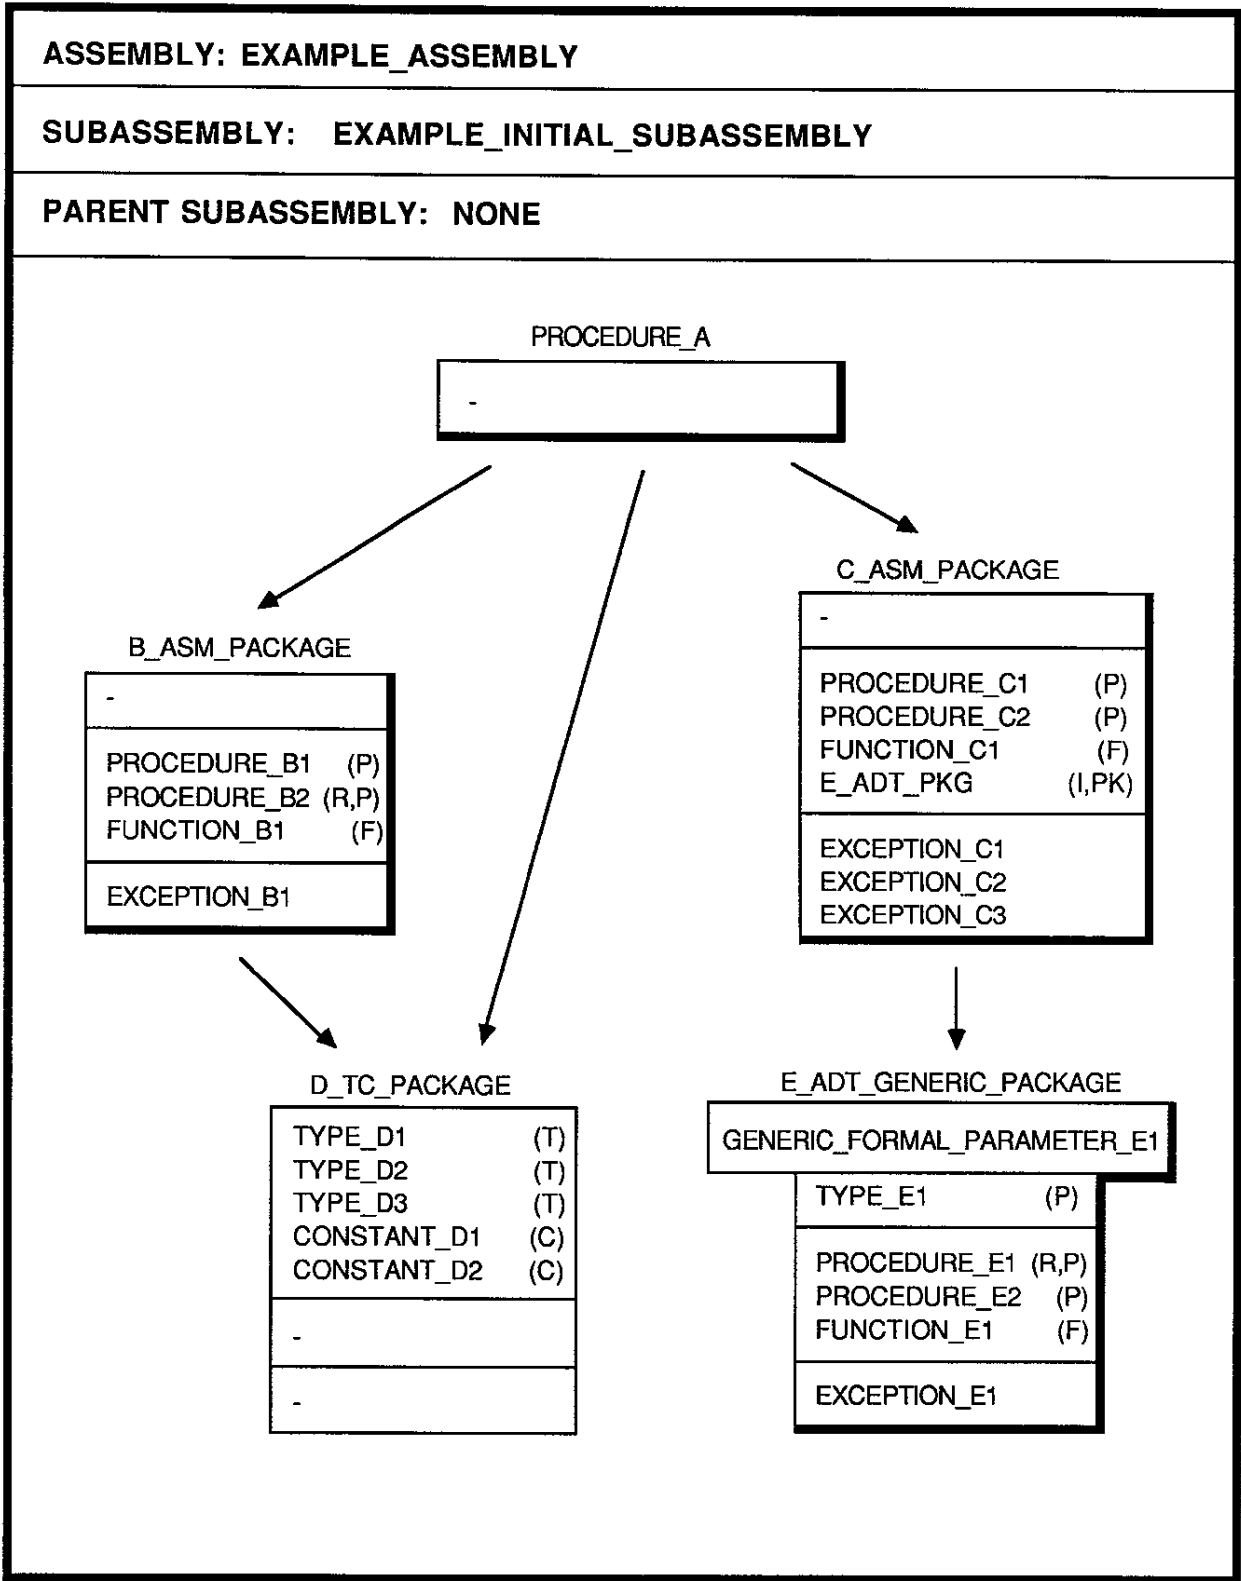 ASSEMBLY: EXAMPLE_ASSEMBLY
SUBASSEMBLY: EXAMPLE_INITIAL_SUBASSEMBLY
PARENT SUBASSEMBLY: NONE
PROCEDURE_A
-
B_ASM_PACKAGE
-
PROCEDURE_B1 (P)
PROCEDURE_B2 (R,P)
FUNCTION_B1 (F)
EXCEPTION_B1
C_ASM_PACKAGE
-
PROCEDURE_C1 (P)
PROCEDURE_C2 (P)
FUNCTION_C1 (F)
E_ADT_PKG (I,PK)
EXCEPTION_C1
EXCEPTION_C2
EXCEPTION_C3
D_TC_PACKAGE
TYPE_D1 (T)
TYPE_D2 (T)
TYPE_D3 (T)
CONSTANT_D1 (C)
CONSTANT_D2 (C)
-
-
E_ADT_GENERIC_PACKAGE
GENERIC_FORMAL_PARAMETER_E1
TYPE_E1 (P)
PROCEDURE_E1 (R,P)
PROCEDURE_E2 (P)
FUNCTION_E1 (F)
EXCEPTION_E1